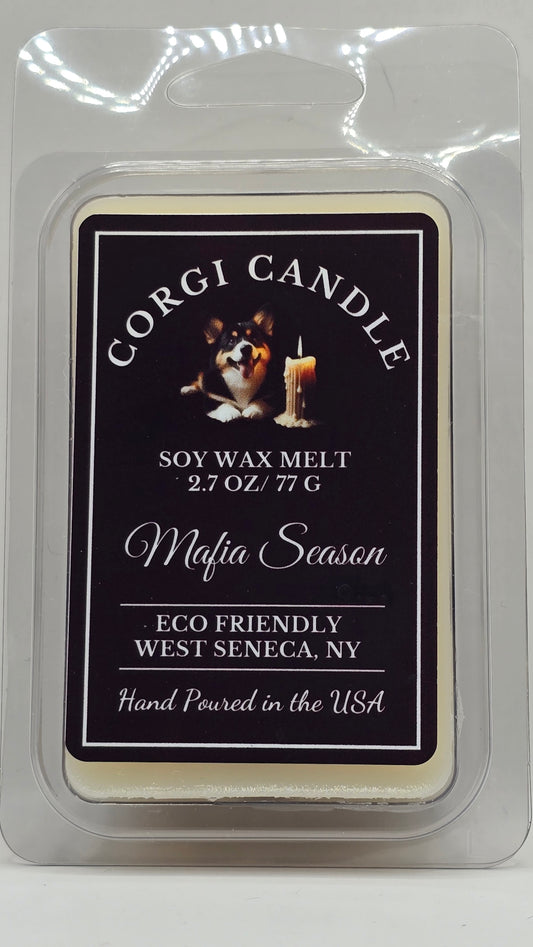 CORGI CANDLE
SOY WAX MELT
2.7 OZ/ 77 G
Mafia Season
ECO FRIENDLY
WEST SENECA, NY
Hand Poured in the USA